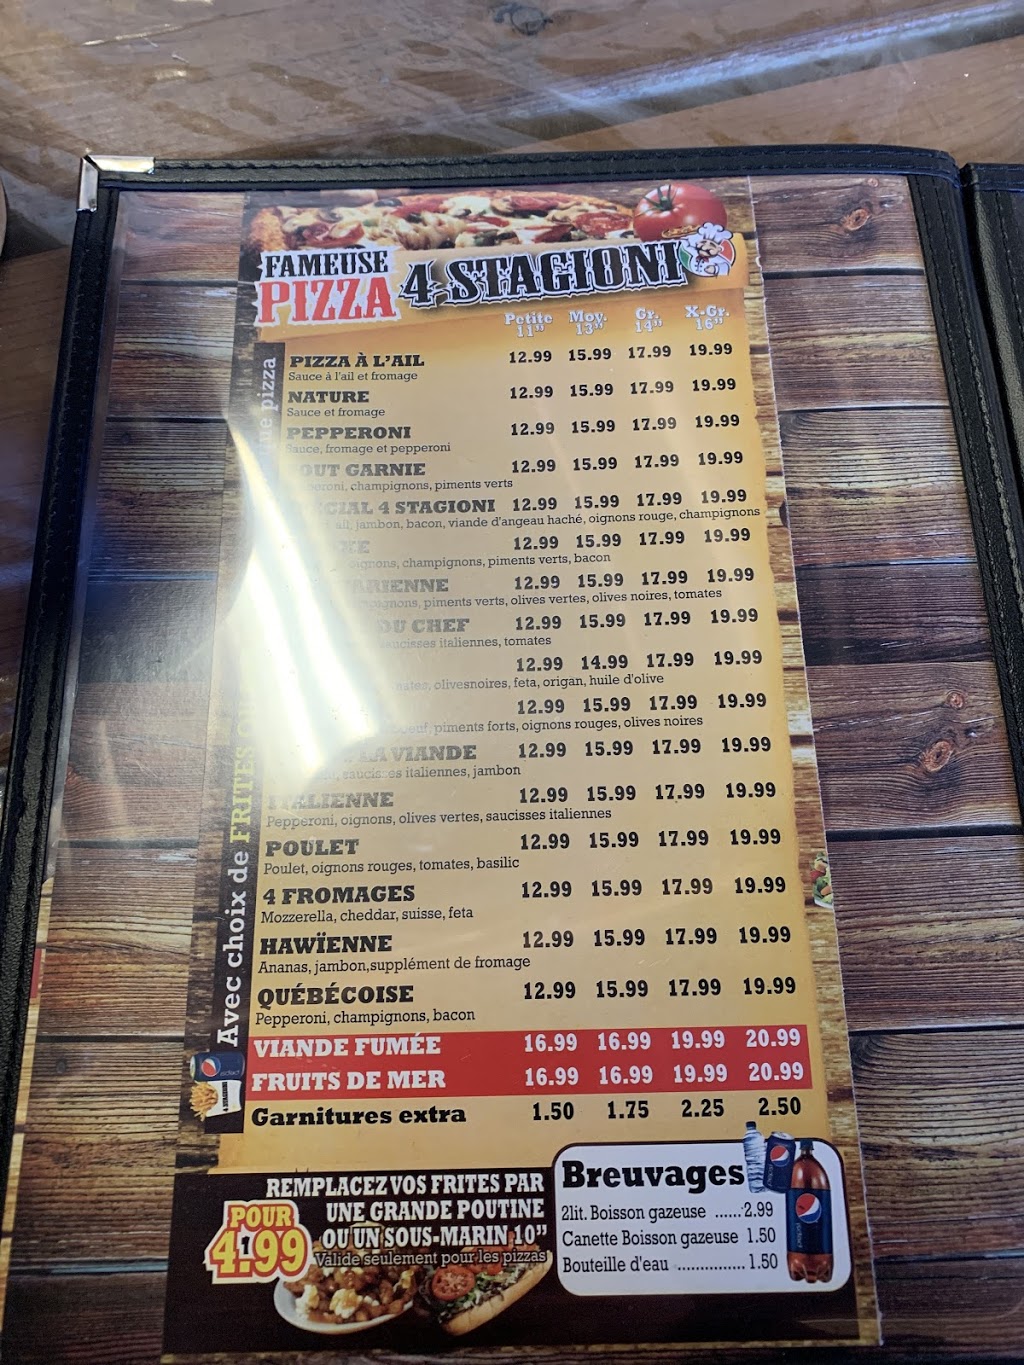 FAMEUSE
PIZZA 4 STAGIONI
Petite Moy. Gr. X-Gr.
11" 13" 14" 16"
PIZZA À L'AIL 12.99 15.99 17.99 19.99
Sauce à l'ail et fromage
NATURE 12.99 15.99 17.99 19.99
Sauce et fromage
PEPPERONI 12.99 15.99 17.99 19.99
Sauce, fromage et pepperoni
GARNIE 12.99 15.99 17.99 19.99
champignons, piments verts
4 STAGIONI 12.99 15.99 17.99 19.99
ail, jambon, bacon, viande d'angeau haché, oignons rouge, champignons
12.99 15.99 17.99 19.99
oignons, champignons, piments verts, bacon
12.99 15.99 17.99 19.99
piments verts, olives vertes, olives noires, tomates
DU CHEF 12.99 15.99 17.99 19.99
saucisses italiennes, tomates
12.99 14.99 17.99 19.99
olivesnoires, feta, origan, huile d'olive
12.99 15.99 17.99 19.99
piments forts, oignons rouges, olives noires
LA VIANDE 12.99 15.99 17.99 19.99
saucisses italiennes, jambon
ITALIENNE 12.99 15.99 17.99 19.99
Pepperoni, oignons, olives vertes, saucisses italiennes
POULET 12.99 15.99 17.99 19.99
Poulet, oignons rouges, tomates, basilic
4 FROMAGES 12.99 15.99 17.99 19.99
Mozzerella, cheddar, suisse, feta
HAWÏENNE 12.99 15.99 17.99 19.99
Ananas, jambon,supplément de fromage
QUÉBÉCOISE 12.99 15.99 17.99 19.99
Pepperoni, champignons, bacon
VIANDE FUMÉE 16.99 16.99 19.99 20.99
FRUITS DE MER 16.99 16.99 19.99 20.99
Garnitures extra 1.50 1.75 2.25 2.50
Avec choix de FRITES pizza
REMPLACEZ VOS FRITES PAR
UNE GRANDE POUTINE
OU UN SOUS-MARIN 10"
Valide seulement pour les pizzas
POUR
4.99
Breuvages
2lit. Boisson gazeuse ......2.99
Canette Boisson gazeuse 1.50
Bouteille d'eau ............... 1.50